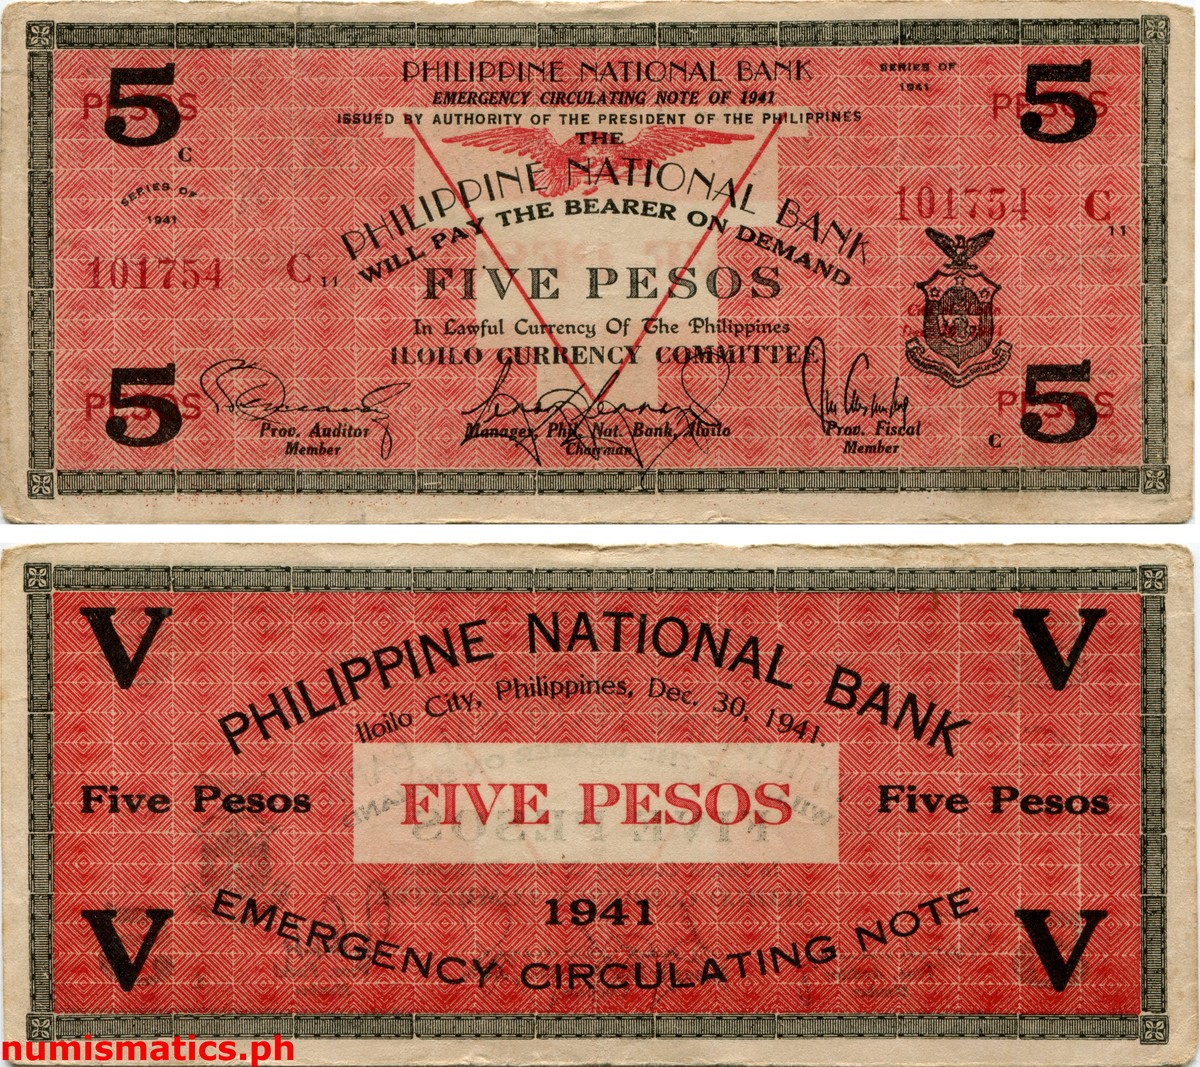 PHILIPPINE NATIONAL BANK
EMERGENCY CIRCULATING NOTE OF 1941
ISSUED BY AUTHORITY OF THE PRESIDENT OF THE PHILIPPINES
SERIES OF
1941
5
PESOS
C
5
PESOS
THE
PHILIPPINE NATIONAL BANK
WILL PAY THE BEARER ON DEMAND
SERIES OF
1941
101754 C
11
101754 C 11
FIVE PESOS
In Lawful Currency Of The Philippines
ILOILO CURRENCY COMMITTEE
5
PESOS
5
PESOS
C
Prov. Auditor
Member
Manager, Phil. Nat. Bank, Iloilo
Chairman
Prov. Fiscal
Member
V
V
PHILIPPINE NATIONAL BANK
Iloilo City, Philippines, Dec. 30, 1941.
Five Pesos
FIVE PESOS
Five Pesos
1941
EMERGENCY CIRCULATING NOTE
V
V
numismatics.ph